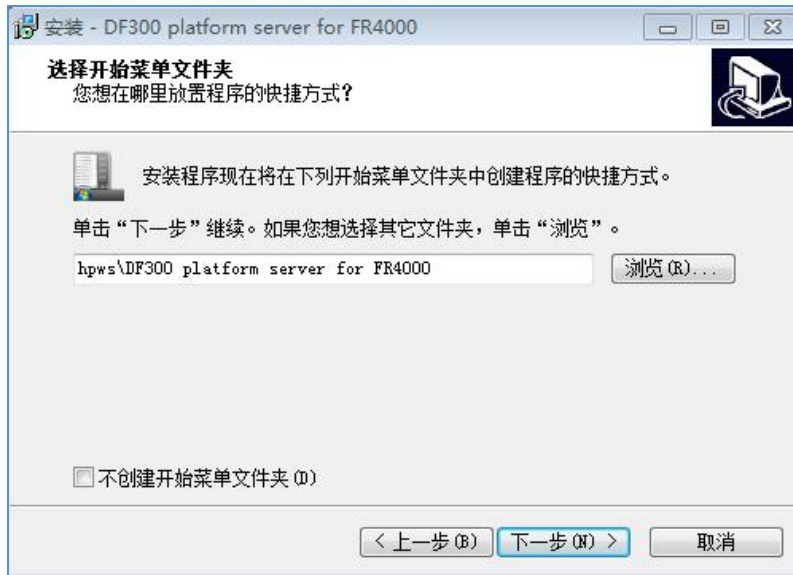 安装 - DF300 platform server for FR4000
选择开始菜单文件夹
您想在哪里放置程序的快捷方式?
安装程序现在将在下列开始菜单文件夹中创建程序的快捷方式。
单击“下一步”继续。如果您想选择其它文件夹，单击“浏览”。
hpws\DF300 platform server for FR4000
浏览(R)...
不创建开始菜单文件夹(D)
< 上一步(B)
下一步(N) >
取消